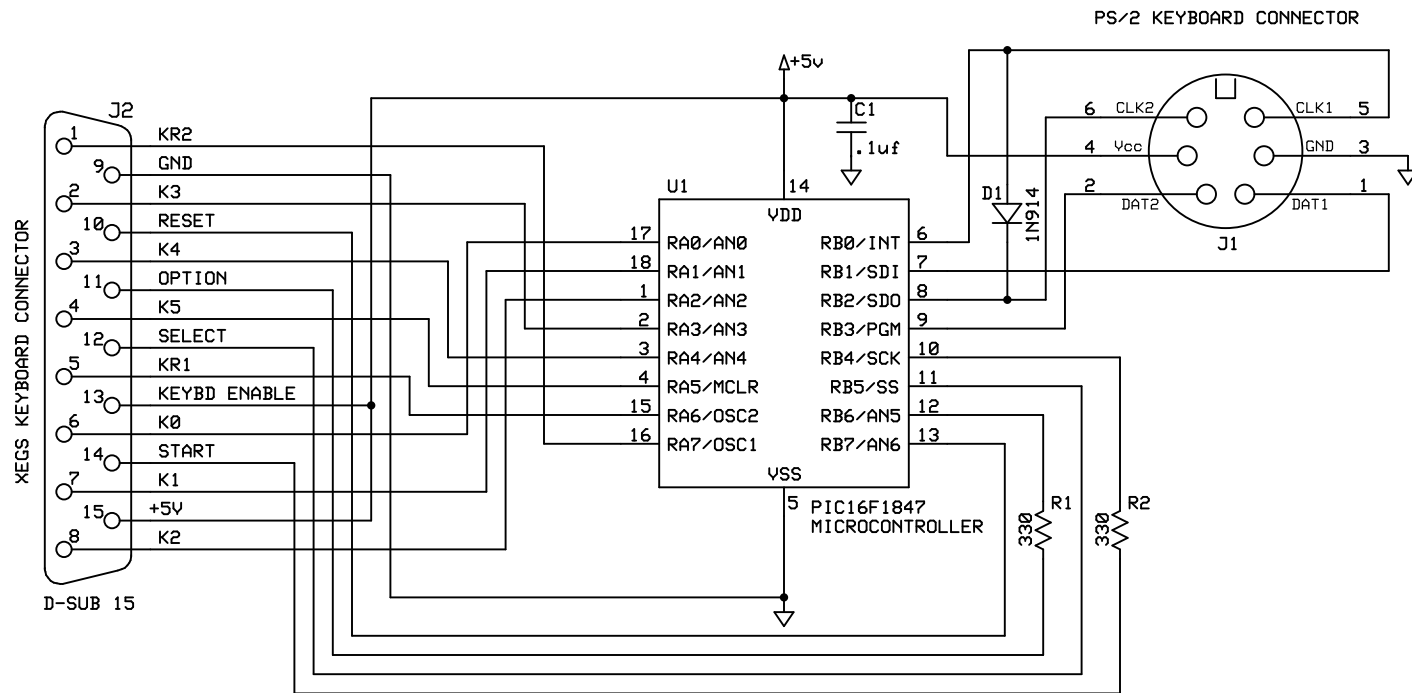 PS/2 KEYBOARD CONNECTOR
+5v
J2
C1
.1uf
1
KR2
9
GND
2
K3
10
RESET
3
K4
11
OPTION
4
K5
12
SELECT
5
KR1
13
KEYBD ENABLE
6
K0
14
START
7
K1
15
+5V
8
K2
XEGS KEYBOARD CONNECTOR
D-SUB 15
U1
14
VDD
17 RA0/AN0 RB0/INT 6
18 RA1/AN1 RB1/SDI 7
1 RA2/AN2 RB2/SDO 8
2 RA3/AN3 RB3/PGM 9
3 RA4/AN4 RB4/SCK 10
4 RA5/MCLR RB5/SS 11
15 RA6/OSC2 RB6/AN5 12
16 RA7/OSC1 RB7/AN6 13
VSS
5
PIC16F1847
MICROCONTROLLER
D1
1N914
6 CLK2 CLK1 5
4 Vcc GND 3
2 DAT2 DAT1 1
J1
R1
330
R2
330